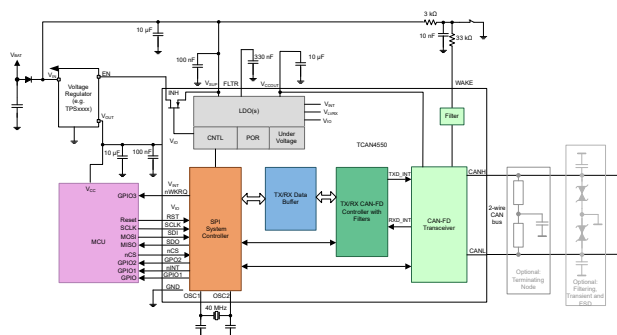 3 kΩ
10 µF
10 nF
33 kΩ
VBAT
100 nF
330 nF
10 µF
VIN
EN
Voltage
Regulator
(e.g.
TPSxxxx)
VSUP
FLTR
VCCOUT
WAKE
INH
LDO(s)
VINT
VLVRX
VIO
Filter
VOUT
VIO
CNTL
POR
Under
Voltage
10 µF
100 nF
TCAN4550
VCC
VINT
nWKRQ
GPIO3
VIO
TXD_INT
CANH
Reset
RST
SCLK
SCLK
MOSI
SDI
MISO
SDO
nCS
nCS
GPIO2
GPO2
GPIO1
nINT
GPIO
GPIO1
GND
MCU
SPI
System
Controller
TX/RX Data
Buffer
TX/RX CAN-FD
Controller with
Filters
RXD_INT
CAN-FD
Transceiver
2-wire
CAN
bus
CANL
OSC1
OSC2
40 MHz
Optional:
Terminating
Node
Optional:
Filtering,
Transient and
ESD